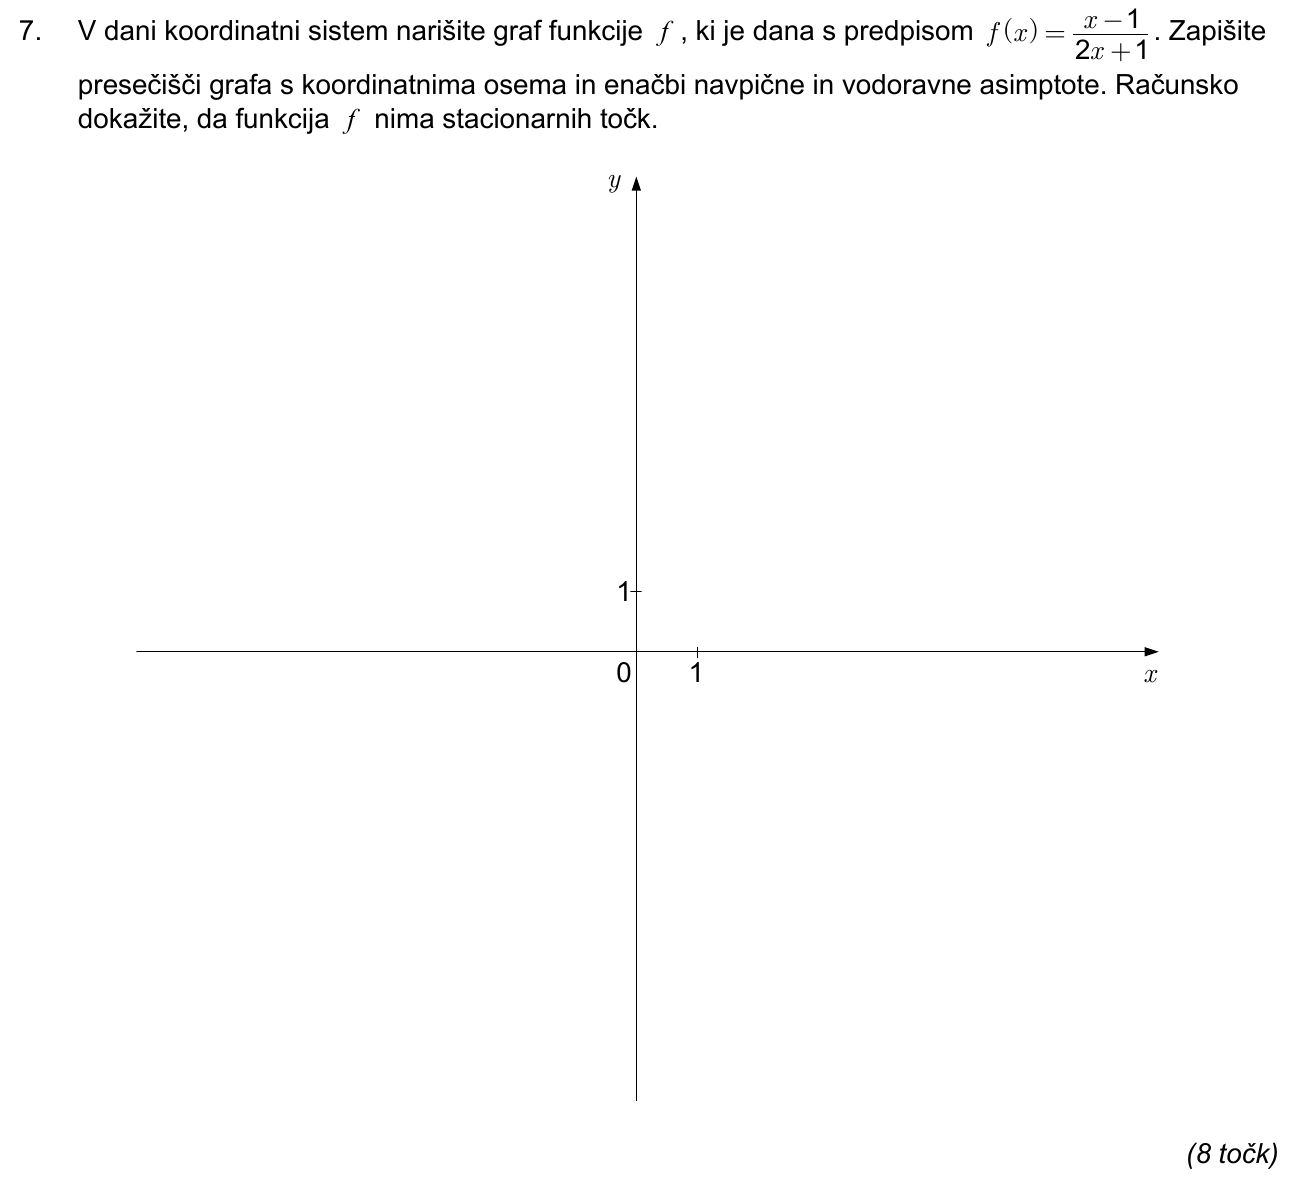 7. V dani koordinatni sistem narišite graf funkcije f , ki je dana s predpisom f(x) = \frac{x-1}{2x+1}. Zapišite
presečišči grafa s koordinatnima osema in enačbi navpične in vodoravne asimptote. Računsko
dokažite, da funkcija f nima stacionarnih točk.
y
1
0 1 x
(8 točk)